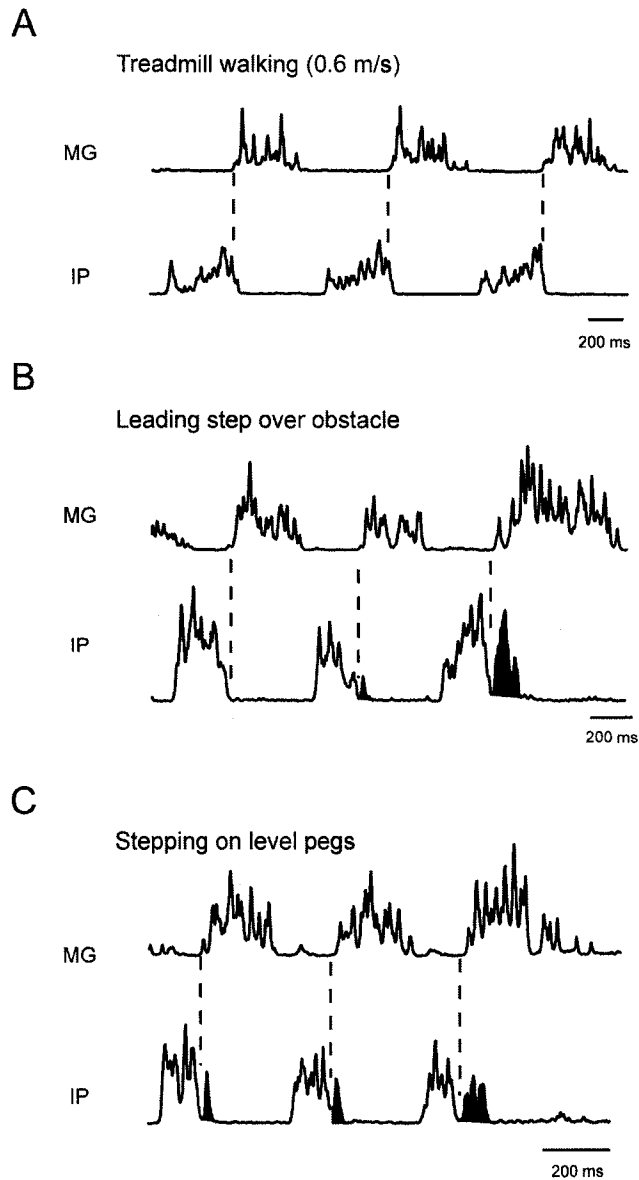 A
Treadmill walking (0.6 m/s)
MG
IP
200 ms
B
Leading step over obstacle
MG
IP
200 ms
C
Stepping on level pegs
MG
IP
200 ms